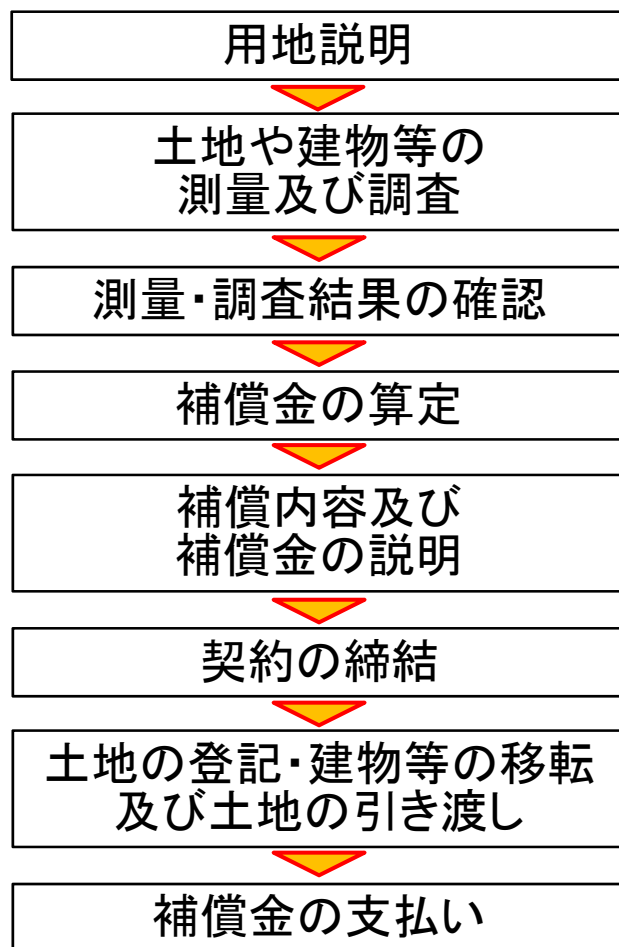 用地説明
土地や建物等の
測量及び調査
測量・調査結果の確認
補償金の算定
補償内容及び
補償金の説明
契約の締結
土地の登記・建物等の移転
及び土地の引き渡し
補償金の支払い